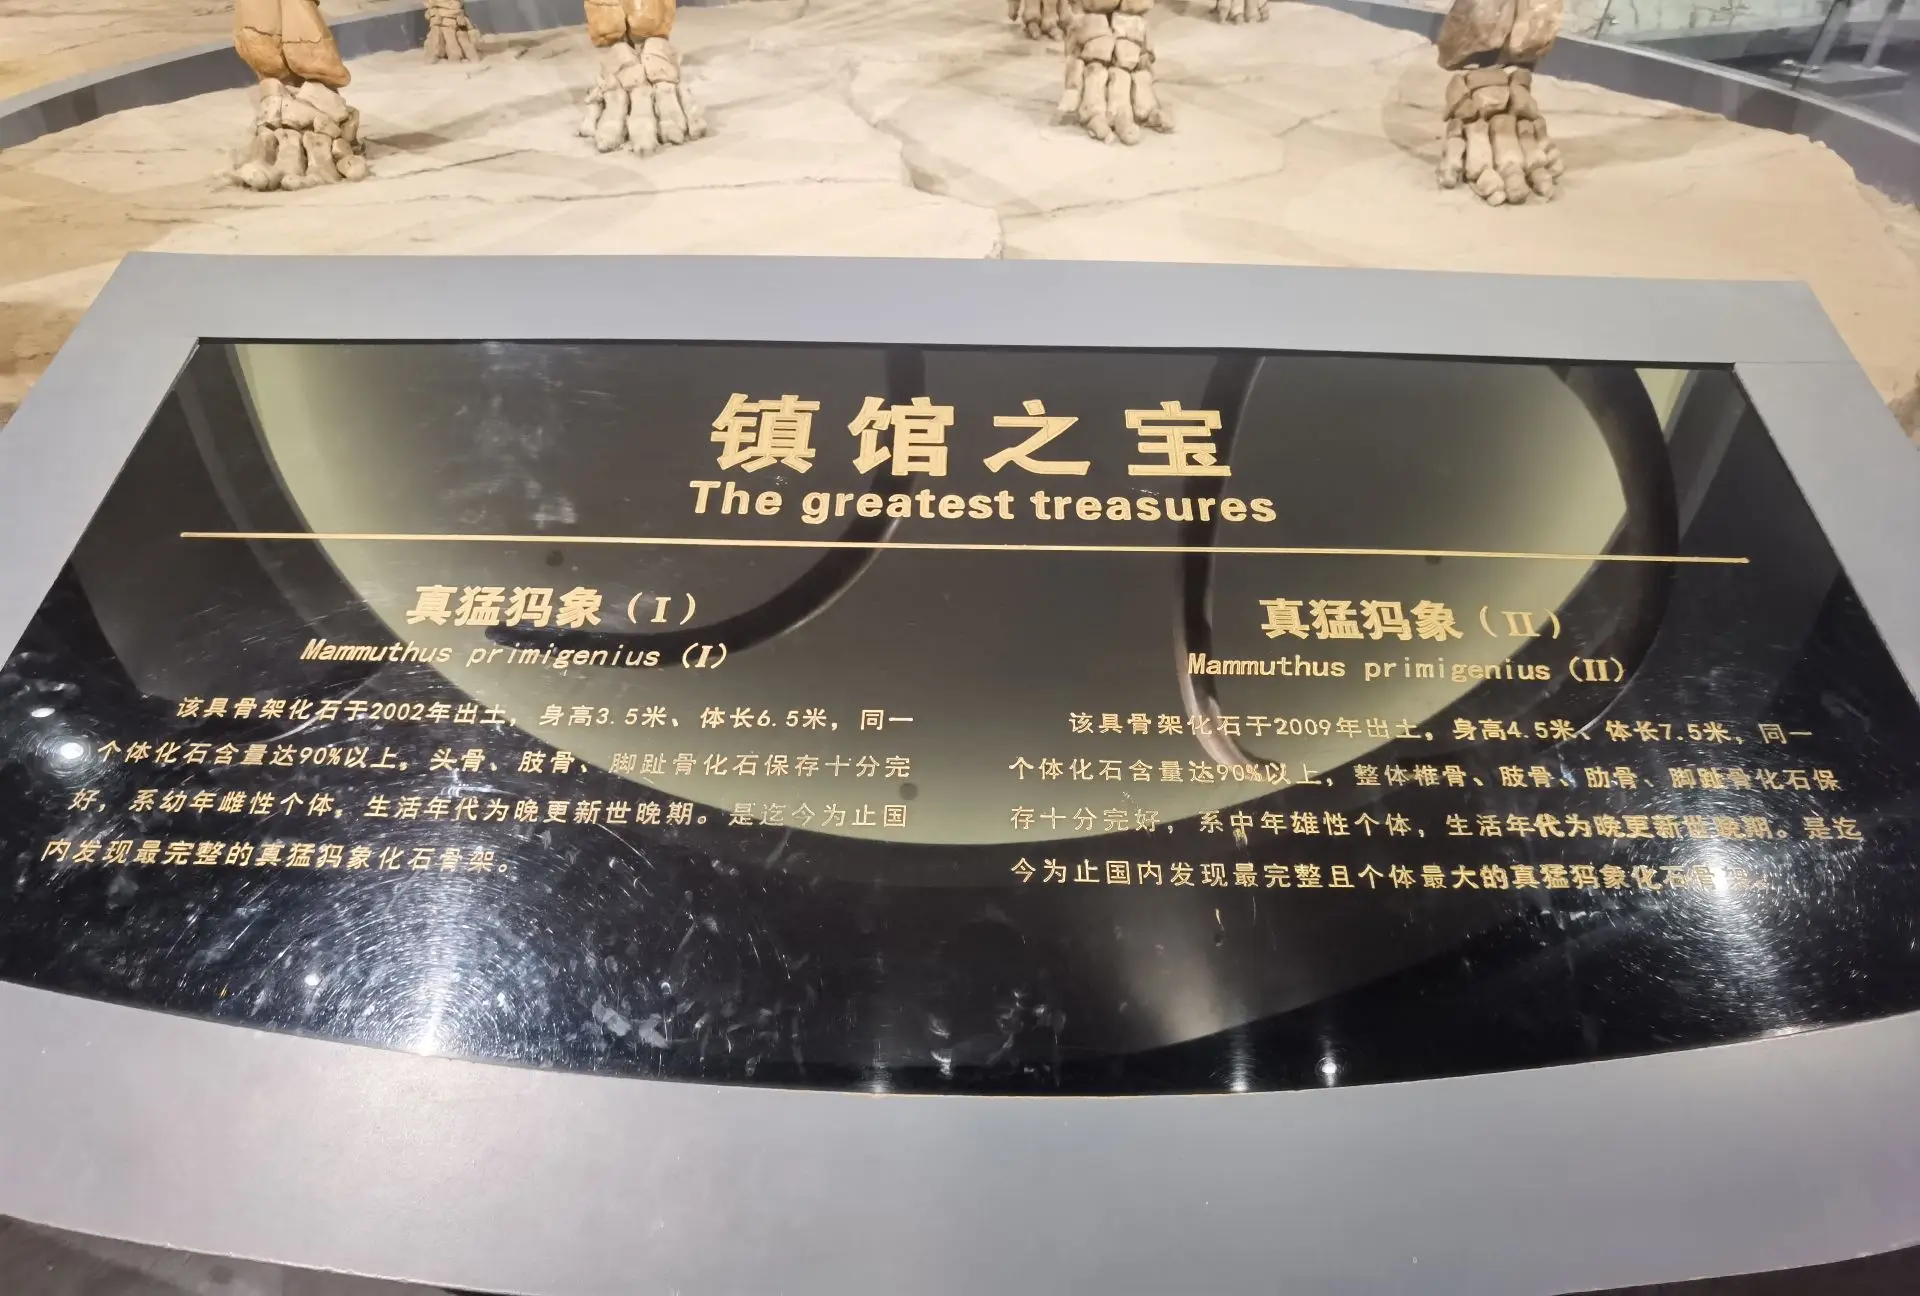 镇馆之宝
The greatest treasures
真猛犸象（Ⅰ）
Mammuthus primigenius（Ⅰ）
该具骨架化石于2002年出土，身高3.5米、体长6.5米，同一
个体化石含量达90%以上，头骨、肢骨、脚趾骨化石保存十分完
好，系幼年雌性个体，生活年代为晚更新世晚期。是迄今为止国
内发现最完整的真猛犸象化石骨架。
真猛犸象（Ⅱ）
Mammuthus primigenius（Ⅱ）
该具骨架化石于2009年出土，身高4.5米、体长7.5米，同一
个体化石含量达90%以上，整体椎骨、肢骨、肋骨、脚趾骨化石保
存十分完好，系中年雄性个体，生活年代为晚更新世晚期。是迄
今为止国内发现最完整且个体最大的真猛犸象化石骨架。